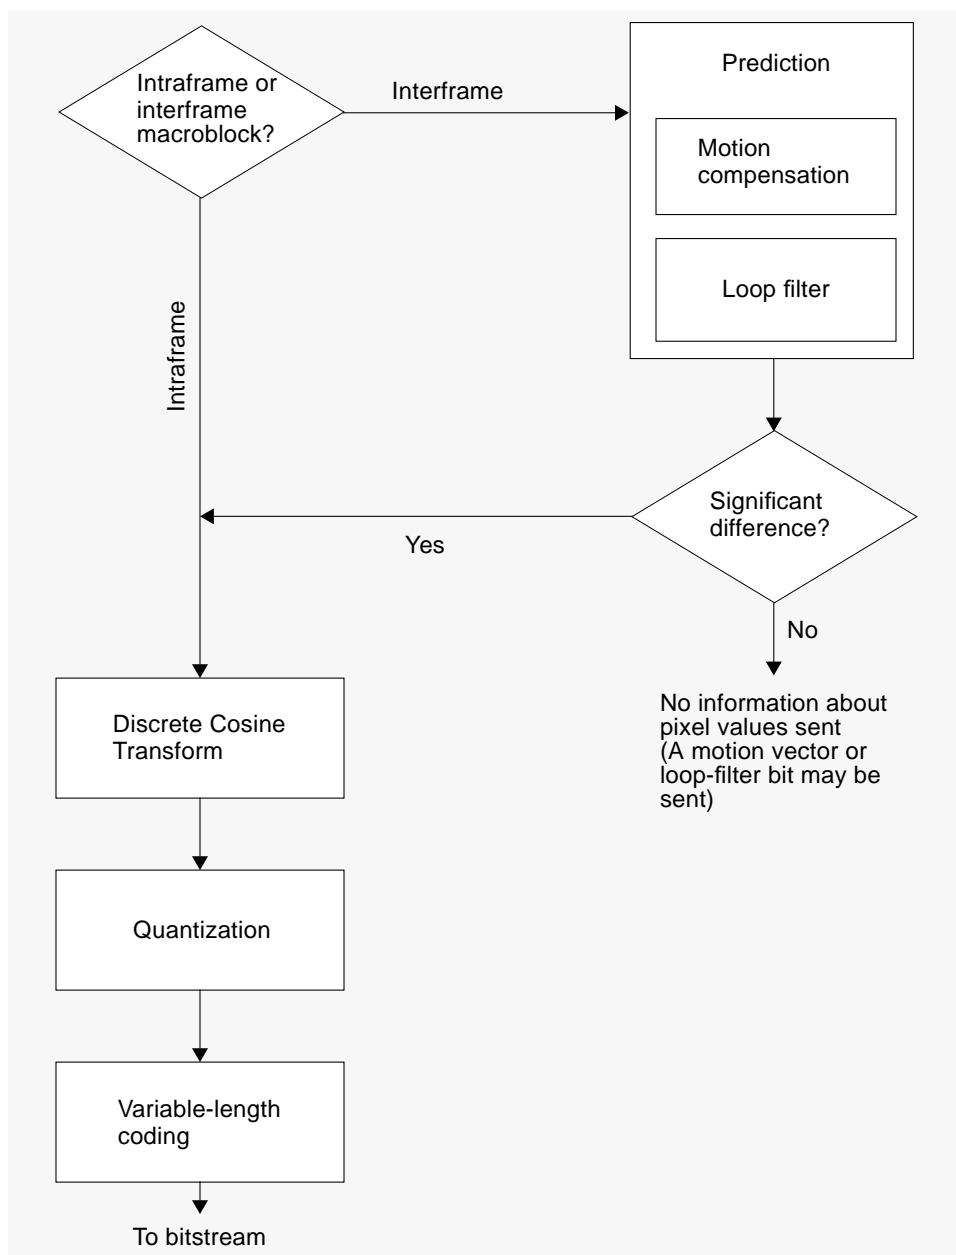 Intraframe or
interframe
macroblock?
Interframe
Prediction
Motion
compensation
Loop filter
Intraframe
Significant
difference?
Yes
No
No information about
pixel values sent
(A motion vector or
loop-filter bit may be
sent)
Discrete Cosine
Transform
Quantization
Variable-length
coding
To bitstream